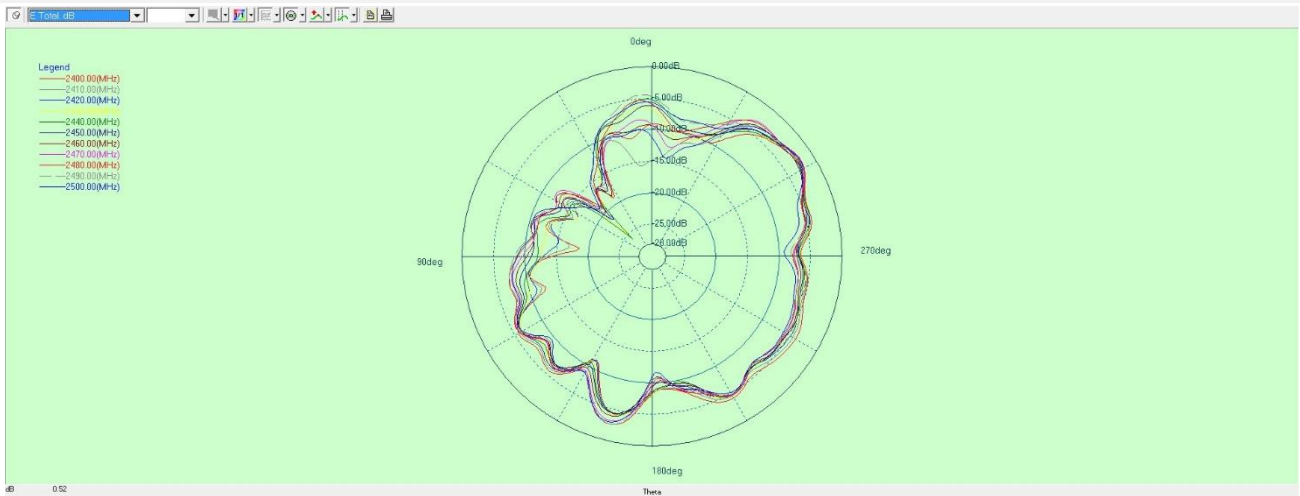 E Total. dB
Legend
2400.00(MHz)
2410.00(MHz)
2420.00(MHz)
2440.00(MHz)
2450.00(MHz)
2460.00(MHz)
2470.00(MHz)
2480.00(MHz)
2490.00(MHz)
2500.00(MHz)
0deg
0.00dB
-5.00dB
-10.00dB
-15.00dB
-20.00dB
-25.00dB
90deg
270deg
180deg
dB 0.52
Theta